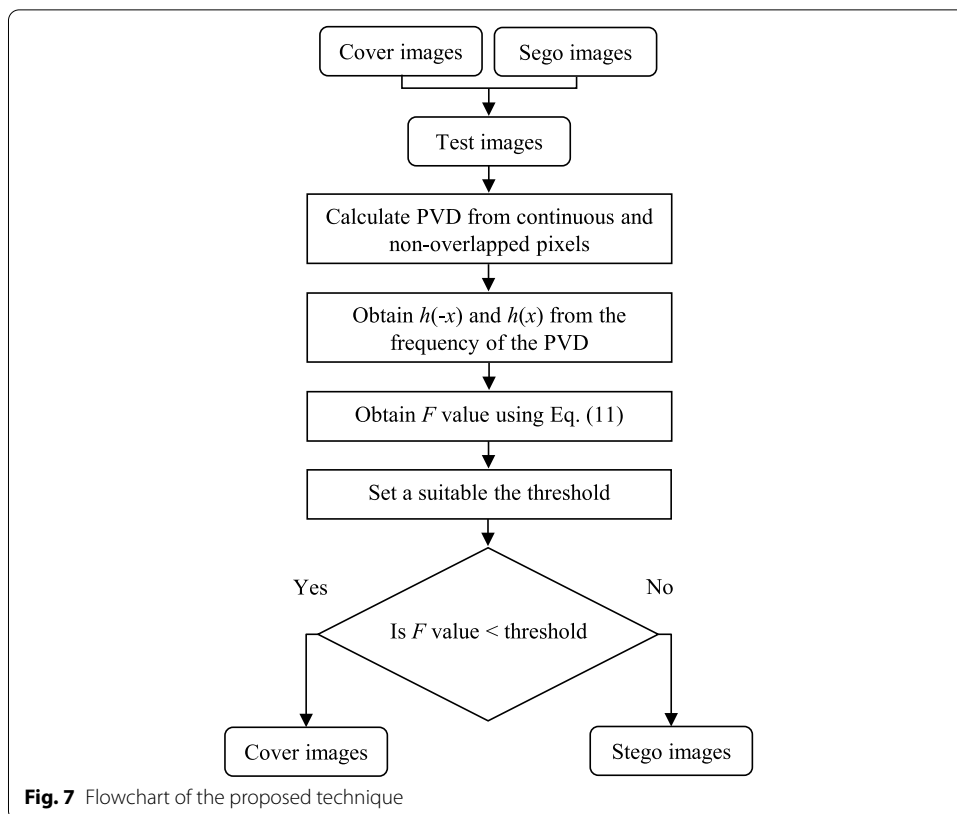 Cover images
Sego images
Test images
Calculate PVD from continuous and
non-overlapped pixels
Obtain h(-x) and h(x) from the
frequency of the PVD
Obtain F value using Eq. (11)
Set a suitable the threshold
Yes
No
Is F value < threshold
Cover images
Stego images
Fig. 7 Flowchart of the proposed technique